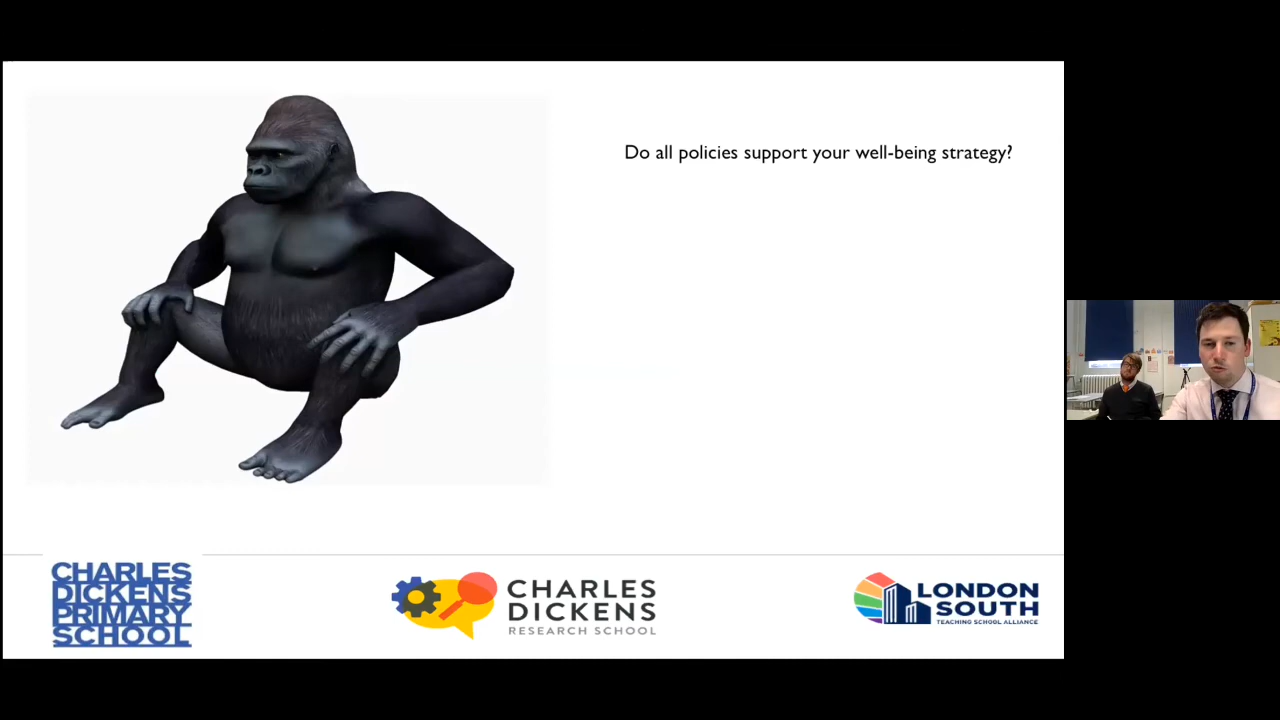 Do all policies support your well-being strategy?
CHARLES
DICKENS
PRIMARY
SCHOOL
CHARLES
DICKENS
RESEARCH SCHOOL
LONDON
SOUTH
TEACHING SCHOOL ALLIANCE